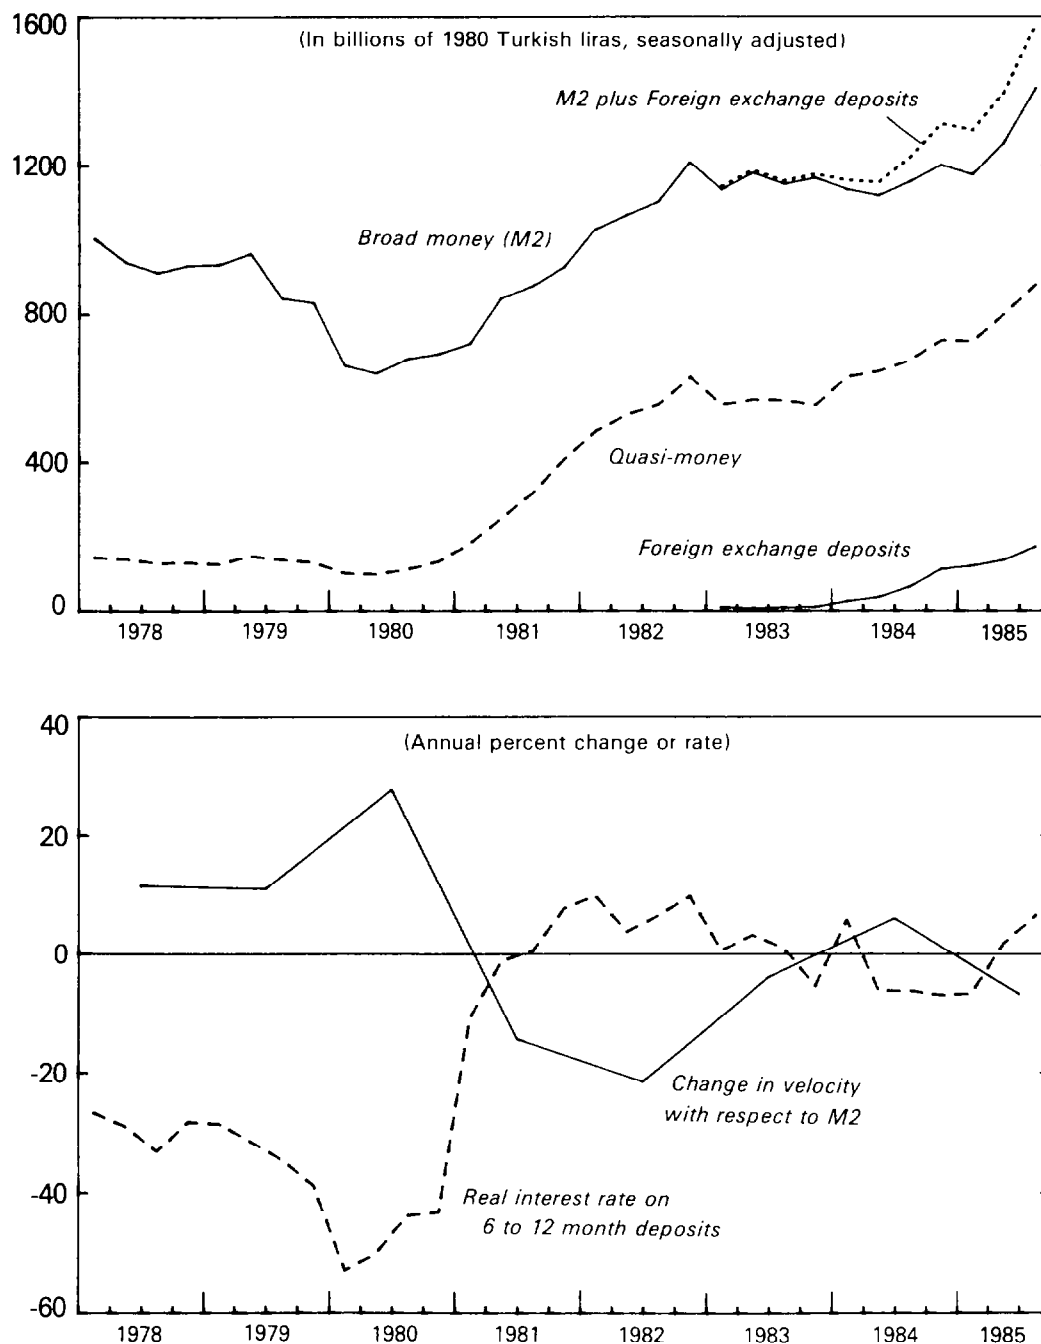 1600
(In billions of 1980 Turkish liras, seasonally adjusted)
M2 plus Foreign exchange deposits
1200
Broad money (M2)
800
400
Quasi-money
Foreign exchange deposits
0
1978 1979 1980 1981 1982 1983 1984 1985
40
(Annual percent change or rate)
20
0
-20
Change in velocity
with respect to M2
-40
Real interest rate on
6 to 12 month deposits
-60
1978 1979 1980 1981 1982 1983 1984 1985